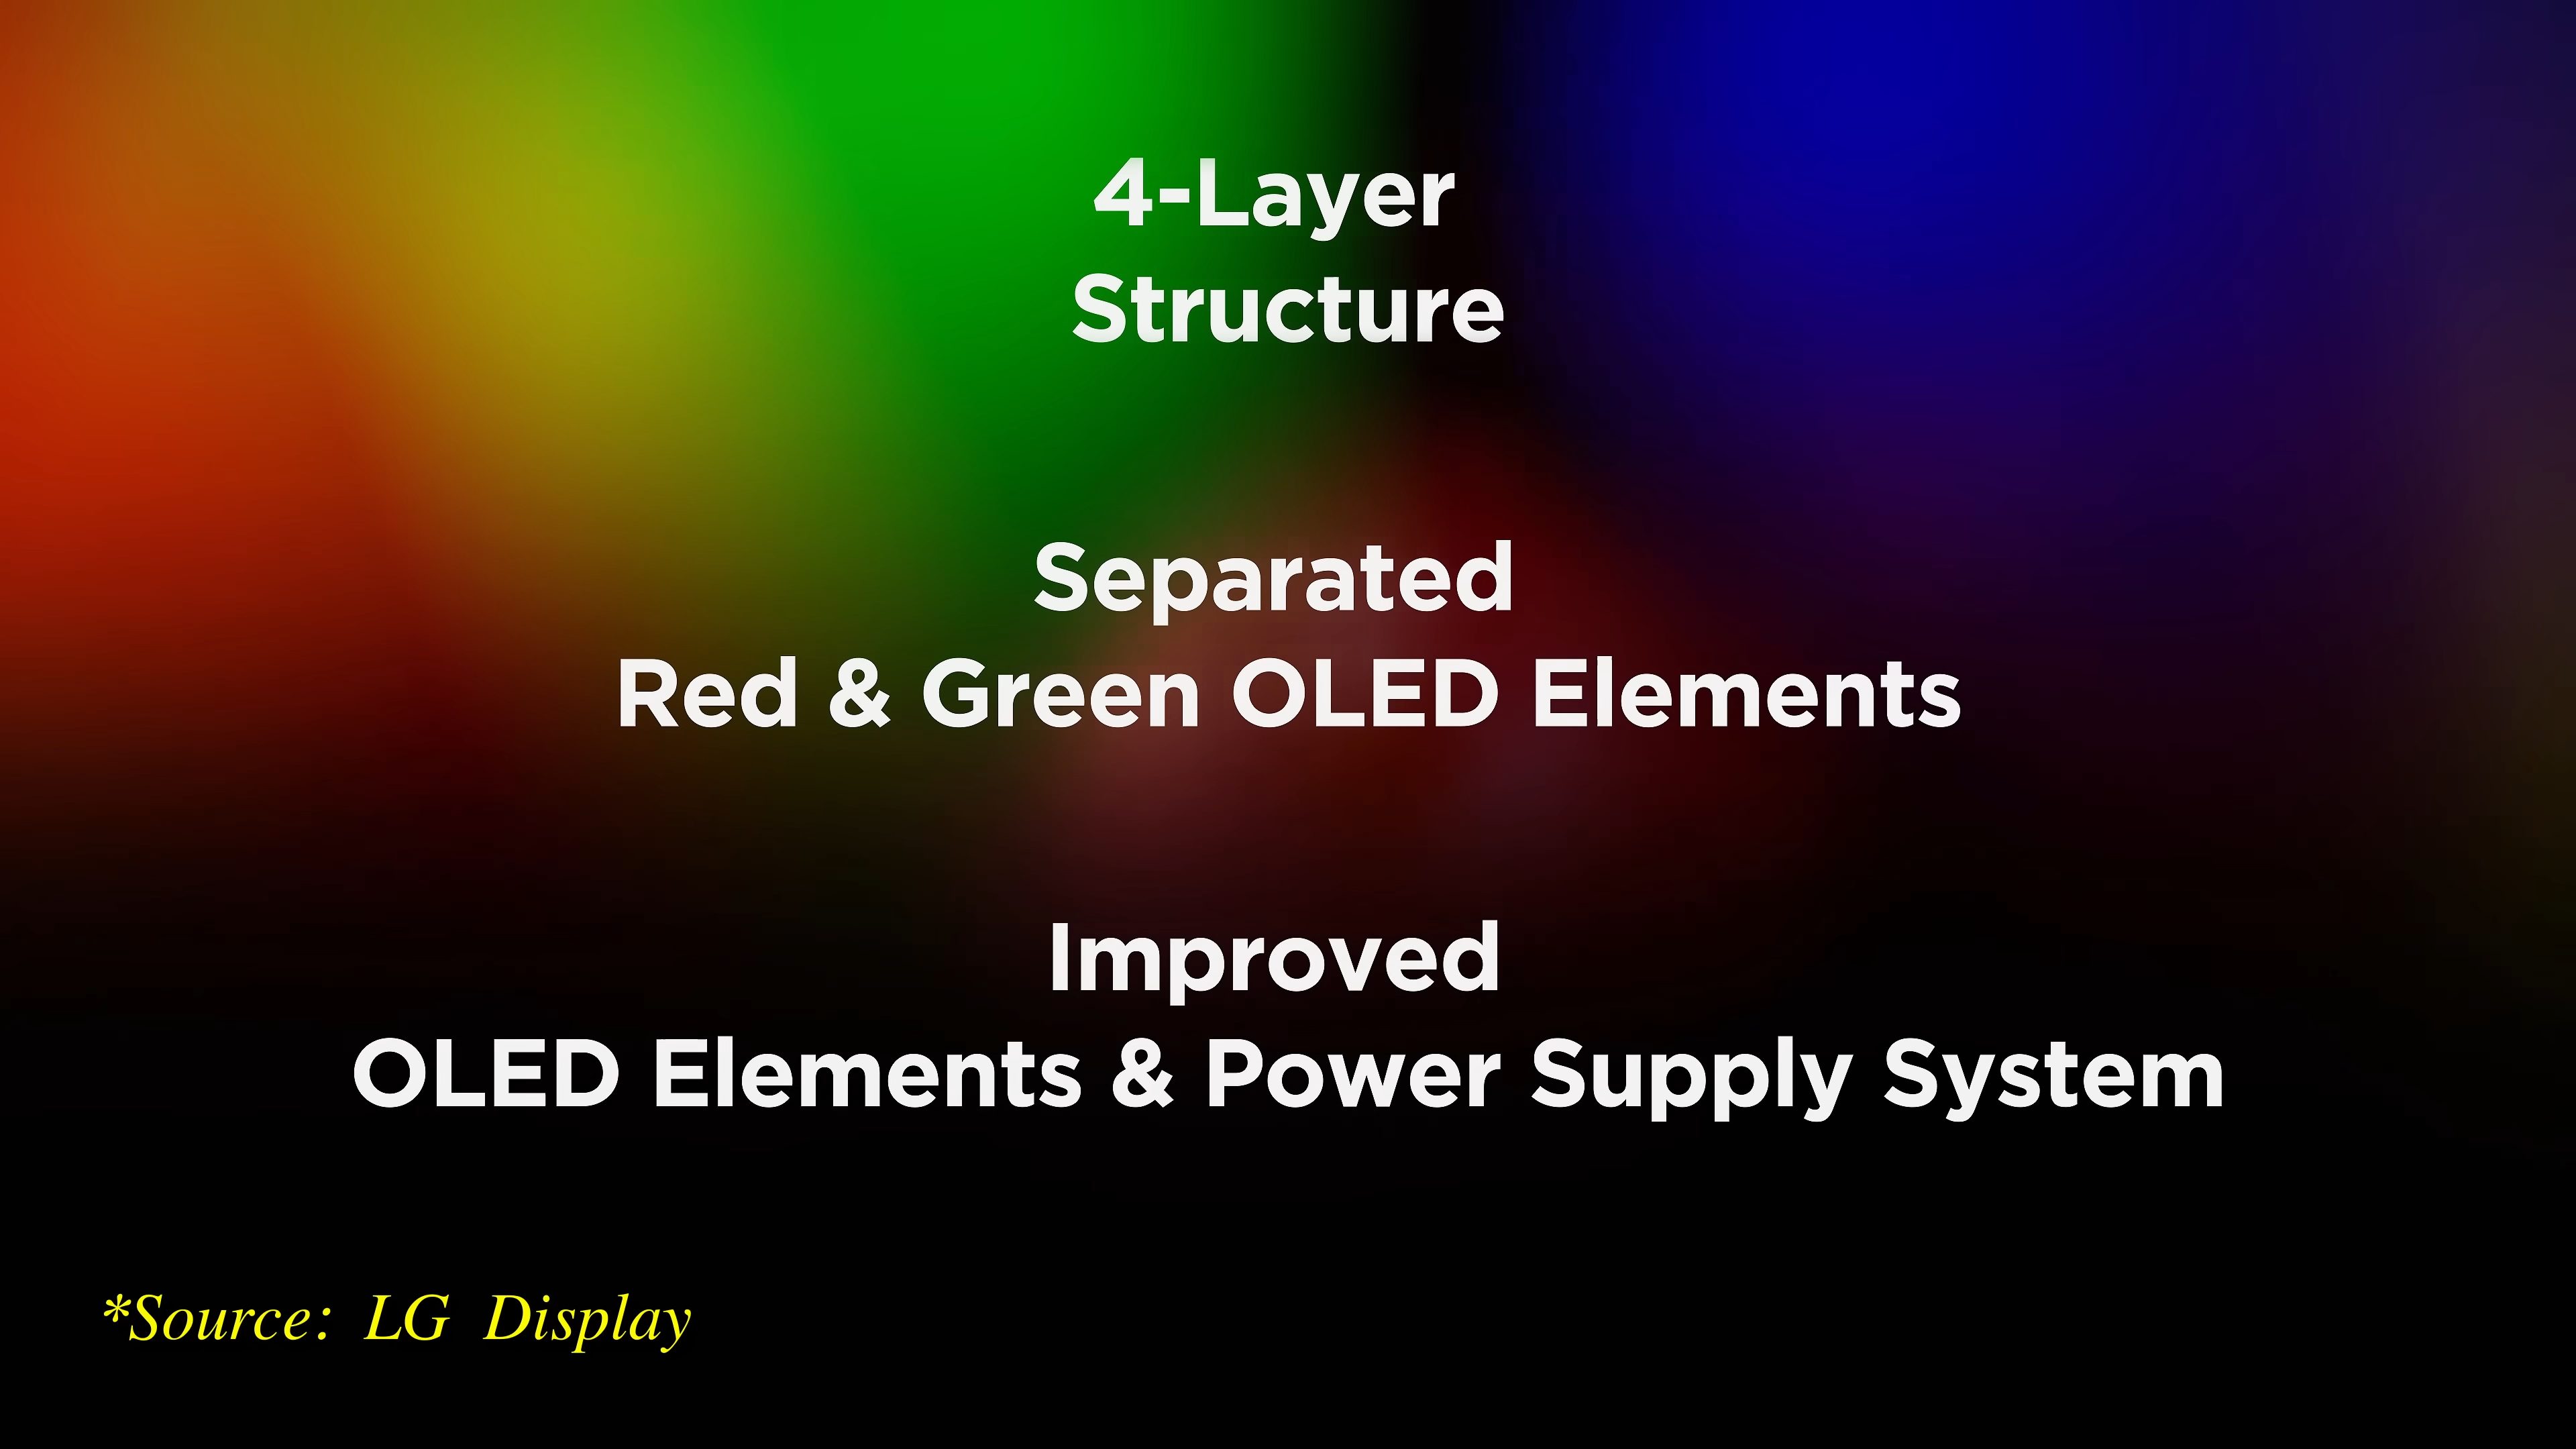 4-Layer
Structure
Separated
Red & Green OLED Elements
Improved
OLED Elements & Power Supply System
*Source: LG Display